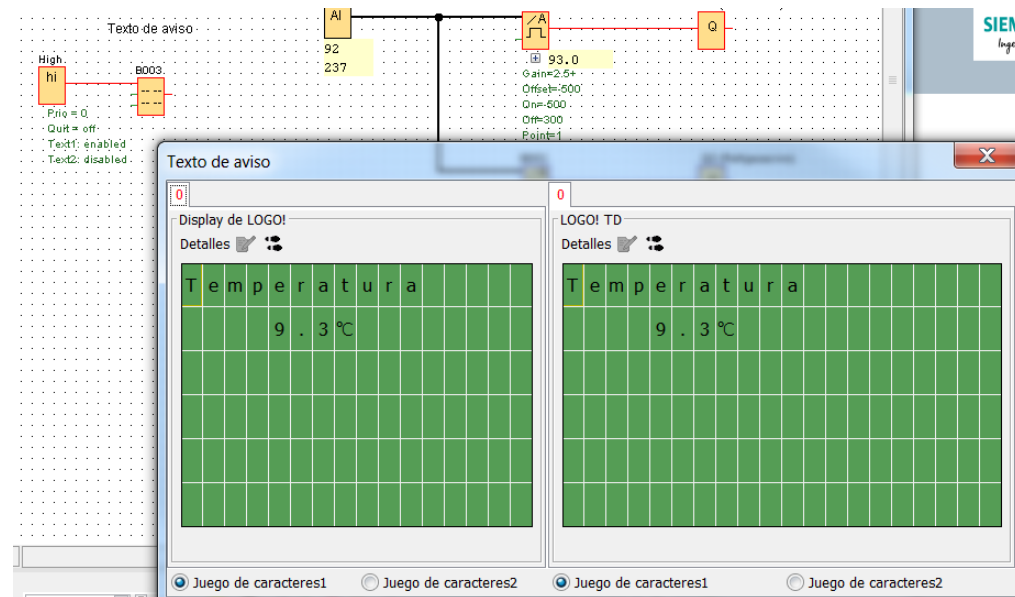 Texto de aviso
AI
/A
Q
SIEM
Inge
92
237
High
hi
B003
93.0
Gain=2.5+
Offset=-500
On=-500
Off=300
Point=1
Prio = 0
Quit = off
Text1: enabled
Text2: disabled
Texto de aviso
X
0
0
Display de LOGO!
LOGO! TD
Detalles
Detalles
Temperatura
Temperatura
9.3℃
9.3℃
Juego de caracteres1
Juego de caracteres2
Juego de caracteres1
Juego de caracteres2